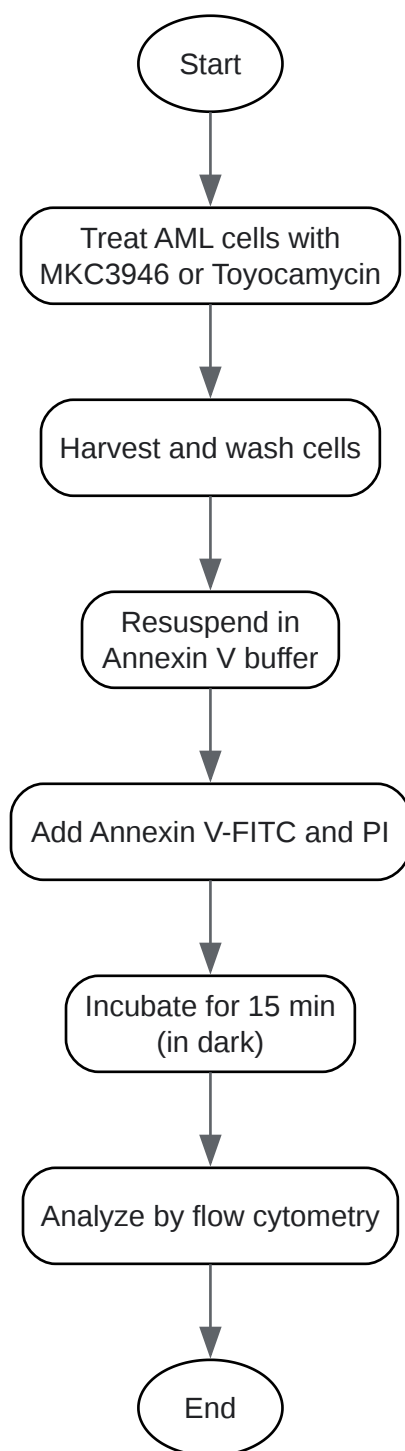 Start
Treat AML cells with
MKC3946 or Toyocamycin
Harvest and wash cells
Resuspend in
Annexin V buffer
Add Annexin V-FITC and PI
Incubate for 15 min
(in dark)
Analyze by flow cytometry
End